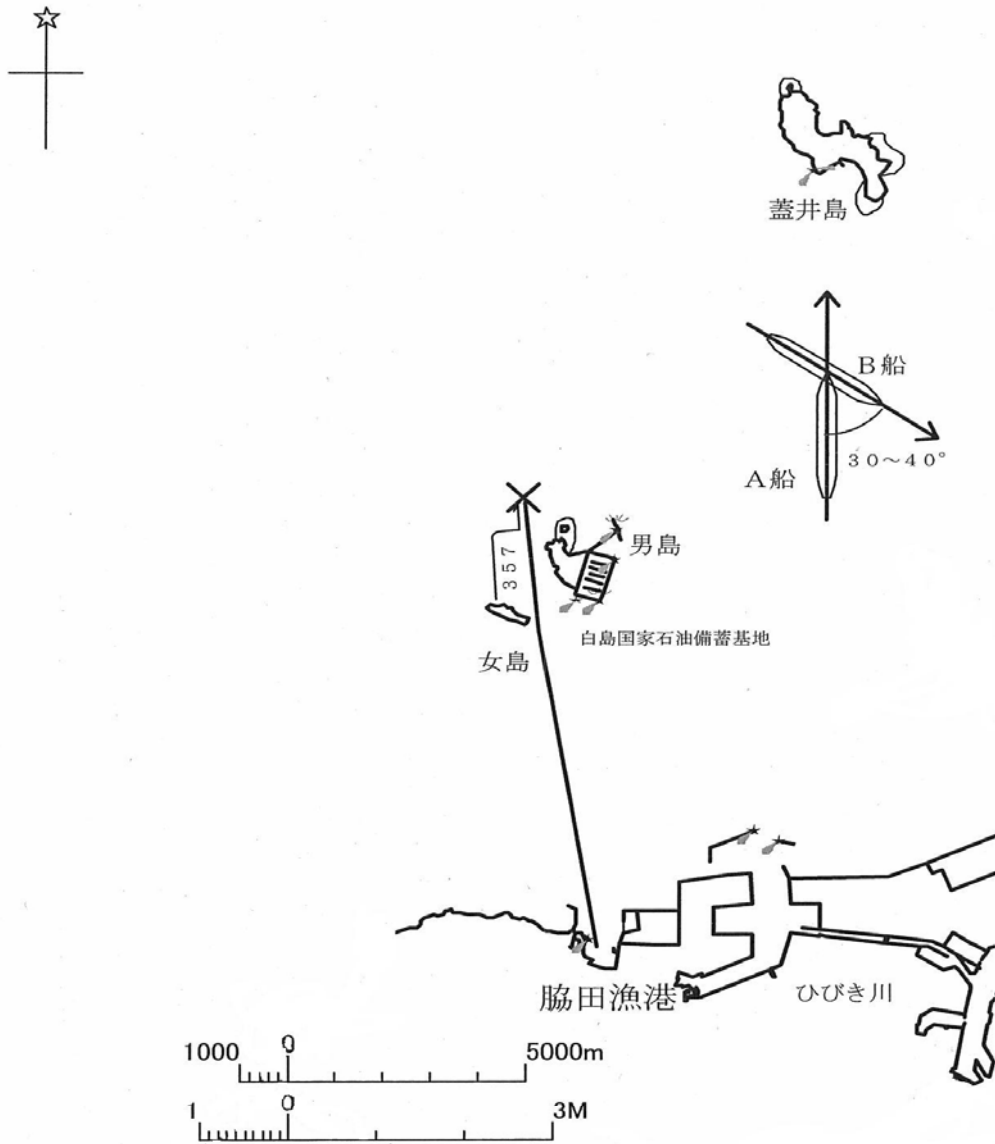 蓋井島
B船
30～40°
A船
357
男島
白島国家石油備蓄基地
女島
脇田漁港
ひびき川
1000 0 5000m
1 0 3M